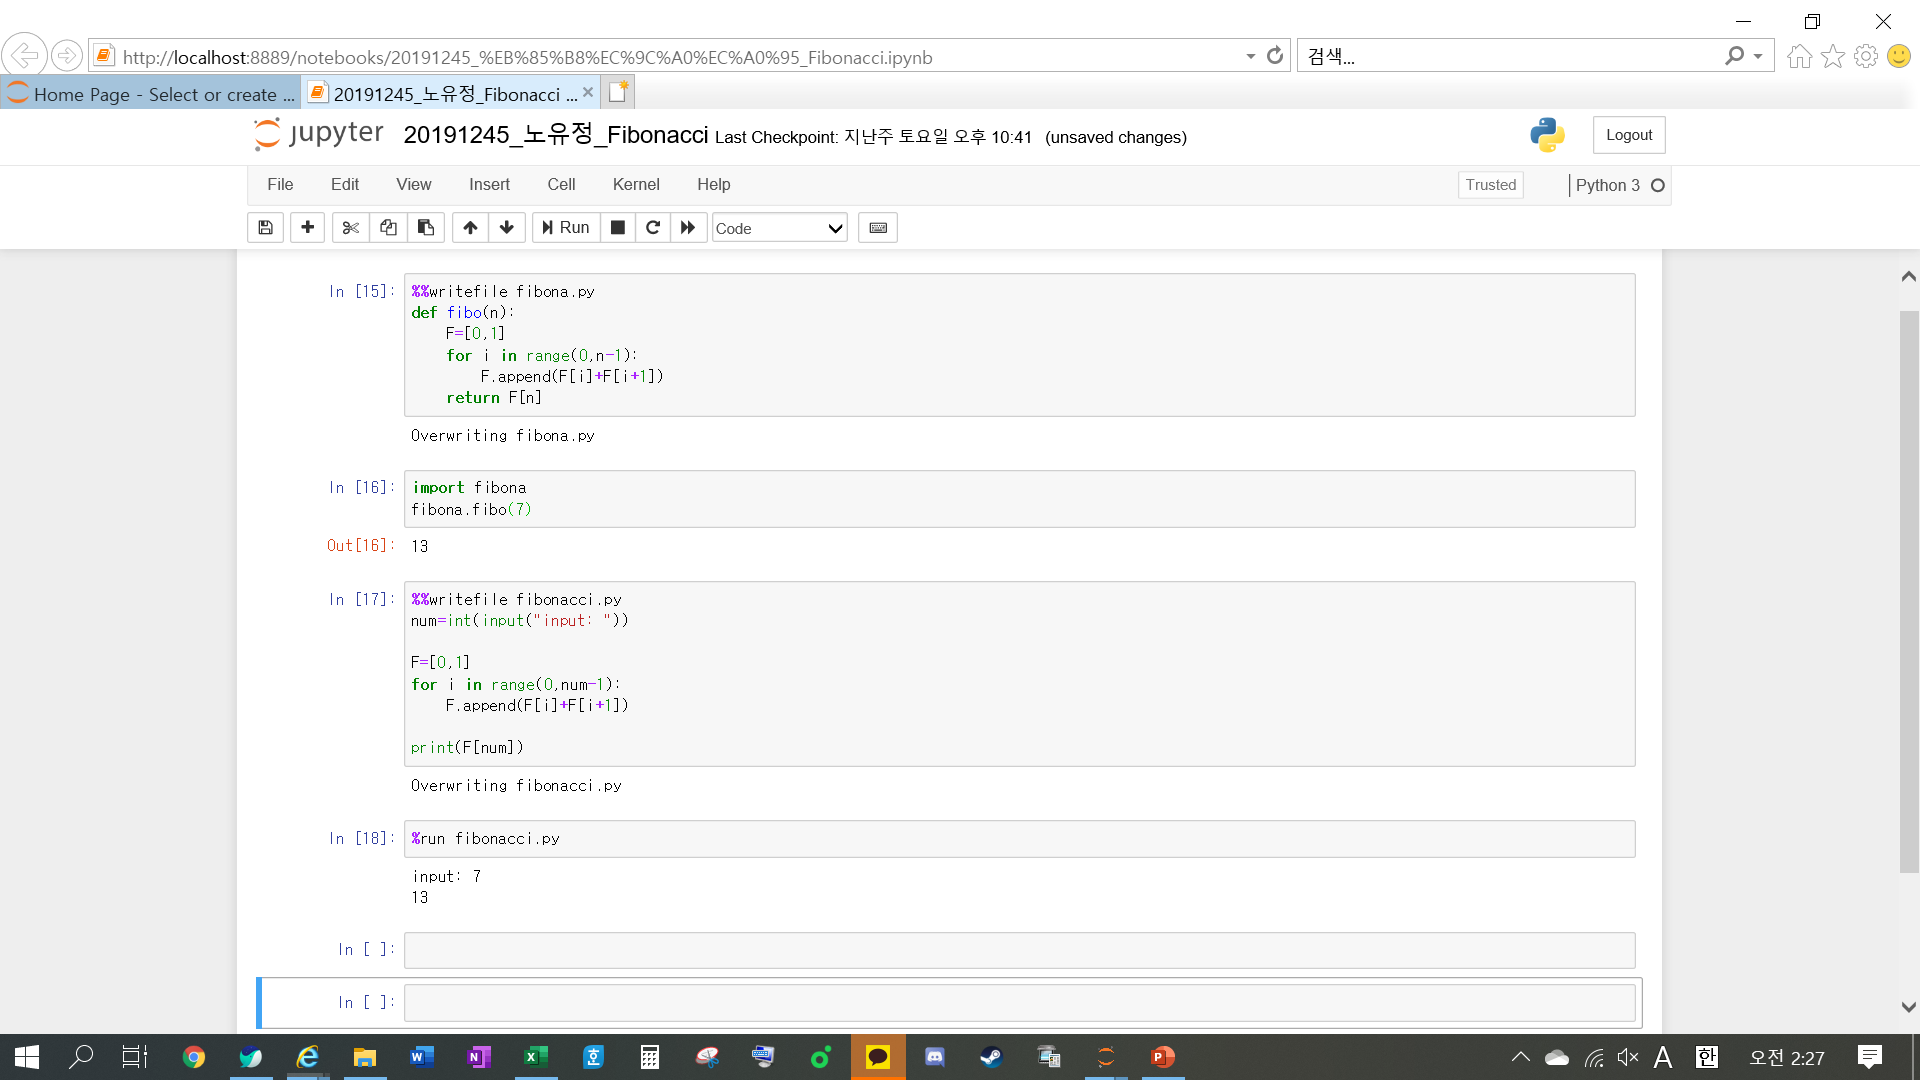 http://localhost:8889/notebooks/20191245_%EB%85%B8%EC%9C%A0%EC%A0%95_Fibonacci.ipynb
검색...
Home Page - Select or create ...
20191245_노유정_Fibonacci ...
jupyter
20191245_노유정_Fibonacci Last Checkpoint: 지난주 토요일 오후 10:41 (unsaved changes)
Logout
File Edit View Insert Cell Kernel Help
Trusted
Python 3
Run
Code
In [15]:
%%writefile fibona.py
def fibo(n):
    F=[0,1]
    for i in range(0,n-1):
        F.append(F[i]+F[i+1])
    return F[n]
Overwriting fibona.py
In [16]:
import fibona
fibona.fibo(7)
Out[16]: 13
In [17]:
%%writefile fibonacci.py
num=int(input("input: "))
F=[0,1]
for i in range(0,num-1):
    F.append(F[i]+F[i+1])
print(F[num])
Overwriting fibonacci.py
In [18]: %run fibonacci.py
input: 7
13
In [ ]:
In [ ]:
A
한
오전 2:27